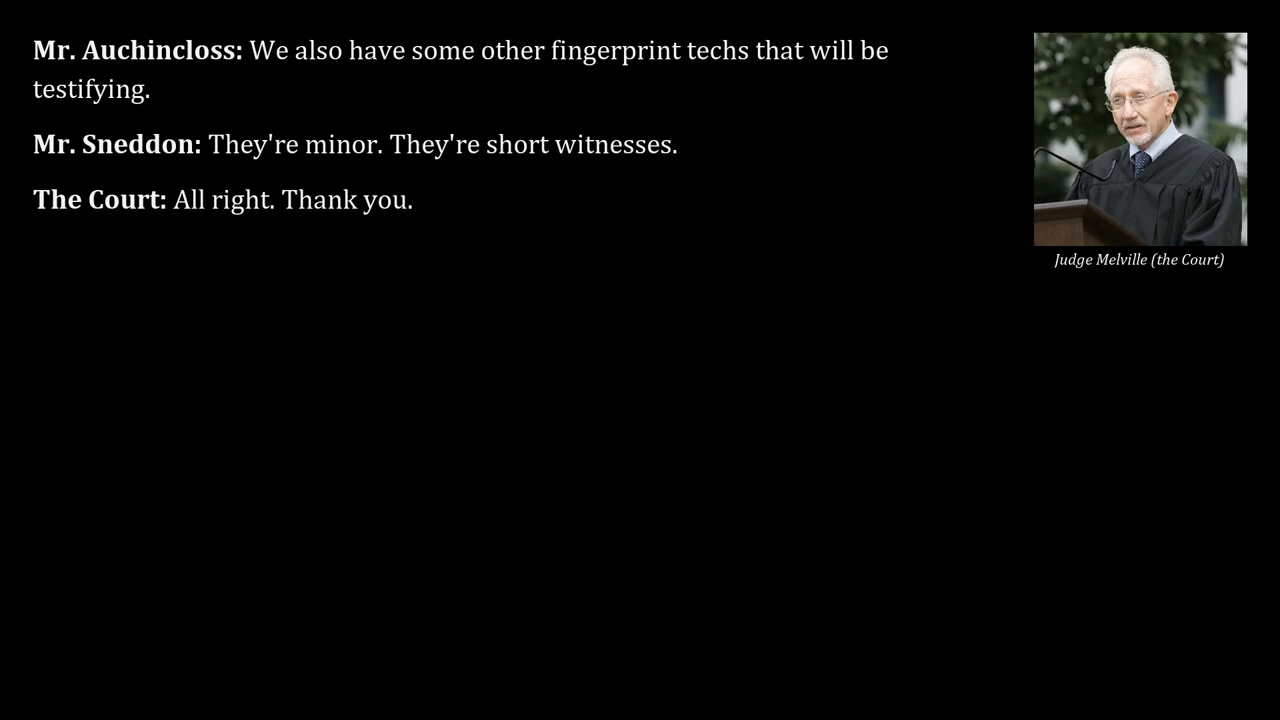 Mr. Auchincloss: We also have some other fingerprint techs that will be
testifying.
Mr. Sneddon: They're minor. They're short witnesses.
The Court: All right. Thank you.
Judge Melville (the Court)